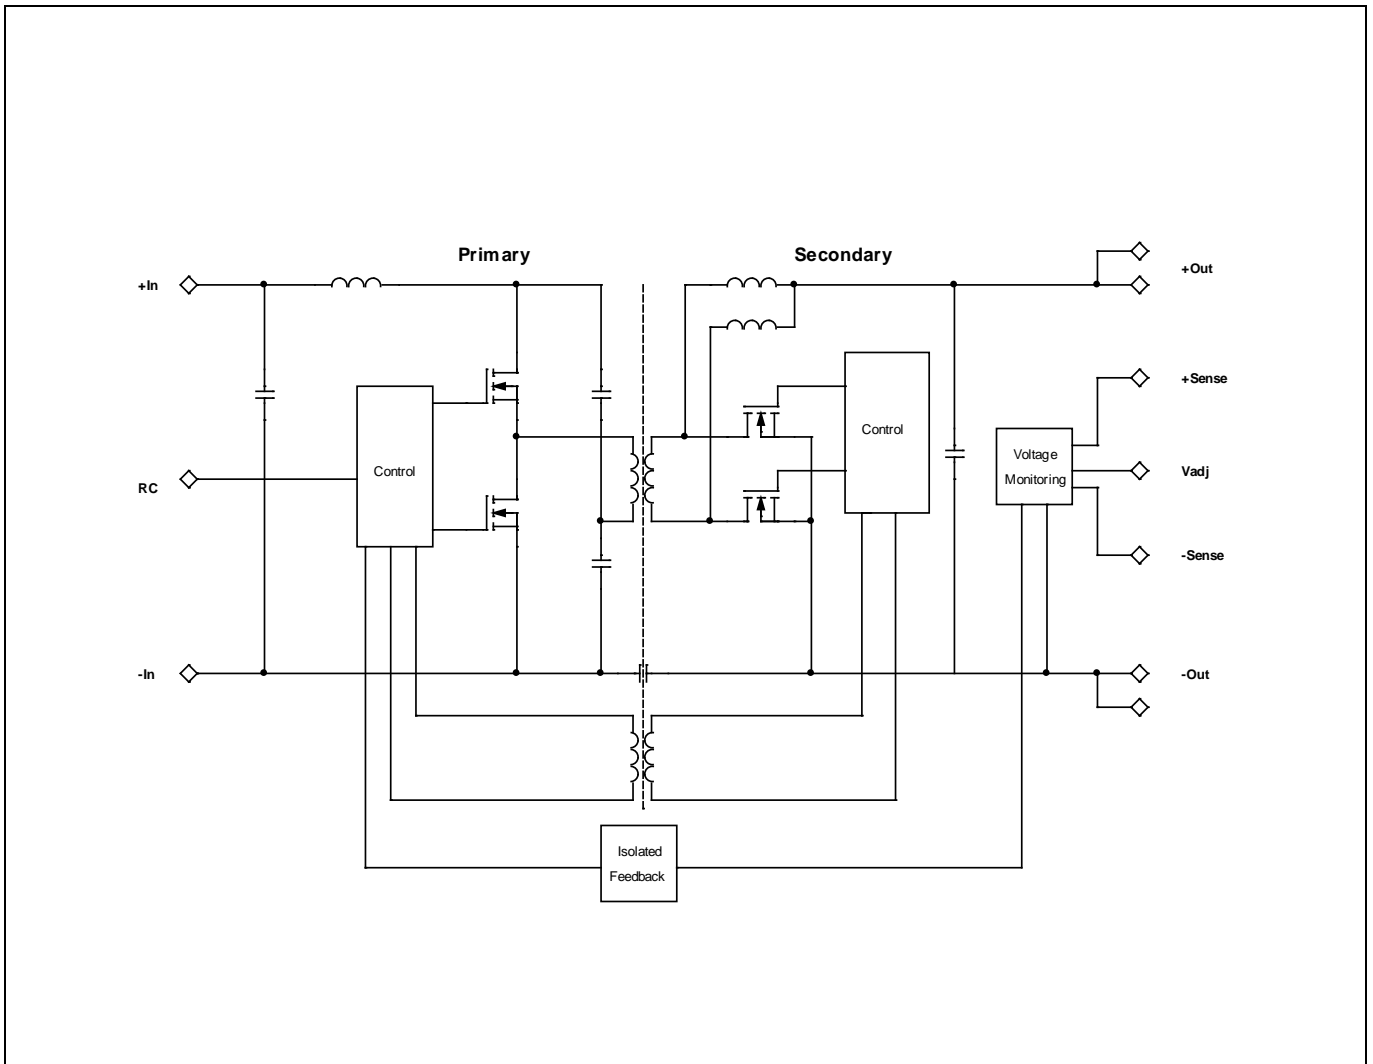 Primary
Secondary
+In
+Out
+Sense
Control
Control
Voltage
Monitoring
Vadj
RC
-Sense
-In
-Out
Isolated
Feedback